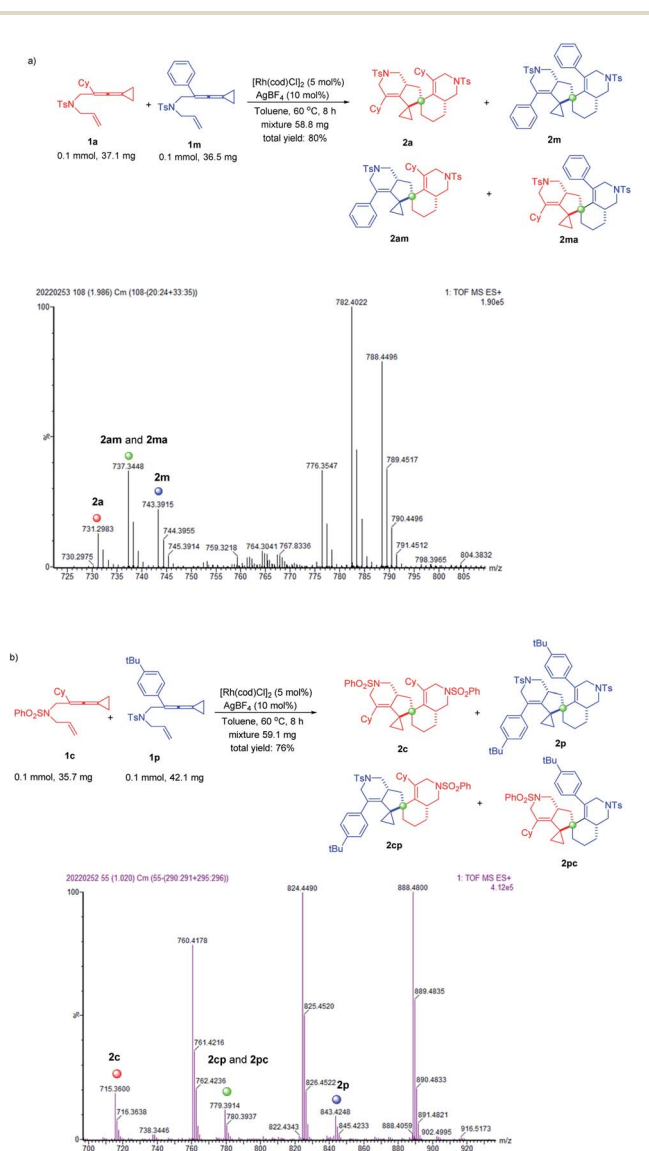 a)
Cy
TsN
1a
0.1 mmol, 37.1 mg
+
TsN
1m
0.1 mmol, 36.5 mg
[Rh(cod)Cl]2 (5 mol%)
AgBF4 (10 mol%)
Toluene, 60 °C, 8 h
mixture 58.8 mg
total yield: 80%
TsN
Cy
NTs
Cy
2a
+
TsN
NTs
2m
TsN
Cy
NTs
2am
+
TsN
NTs
Cy
2ma
20220253 108 (1.986) Cm (108-(20:24+33:35))
1: TOF MS ES+
1.90e5
100
%
0
782.4022
788.4496
2am and 2ma
737.3448
2m
743.3915
2a
731.2983
730.2975
744.3955
745.3914
759.3218
764.3041
767.8336
776.3547
789.4517
790.4496
791.4512
798.3965
804.3832
725 730 735 740 745 750 755 760 765 770 775 780 785 790 795 800 805
m/z
b)
Cy
PhO2SN
1c
0.1 mmol, 35.7 mg
+
tBu
TsN
1p
0.1 mmol, 42.1 mg
[Rh(cod)Cl]2 (5 mol%)
AgBF4 (10 mol%)
Toluene, 60 °C, 8 h
mixture 59.1 mg
total yield: 76%
PhO2SN
Cy
NSO2Ph
Cy
2c
+
tBu
TsN
NTs
tBu
2p
TsN
Cy
NSO2Ph
tBu
2cp
+
tBu
PhO2SN
NTs
Cy
2pc
20220252 55 (1.020) Cm (55-(290:291+295:296))
1: TOF MS ES+
4.12e5
100
%
0
824.4490
888.4800
760.4178
761.4216
762.4236
2c
715.3600
716.3638
738.3446
2cp and 2pc
779.3914
780.3937
822.4343
825.4520
826.4522
2p
843.4248
845.4233
888.4059
889.4835
890.4833
891.4821
902.4995
916.5173
700 720 740 760 780 800 820 840 860 880 900 920
m/z